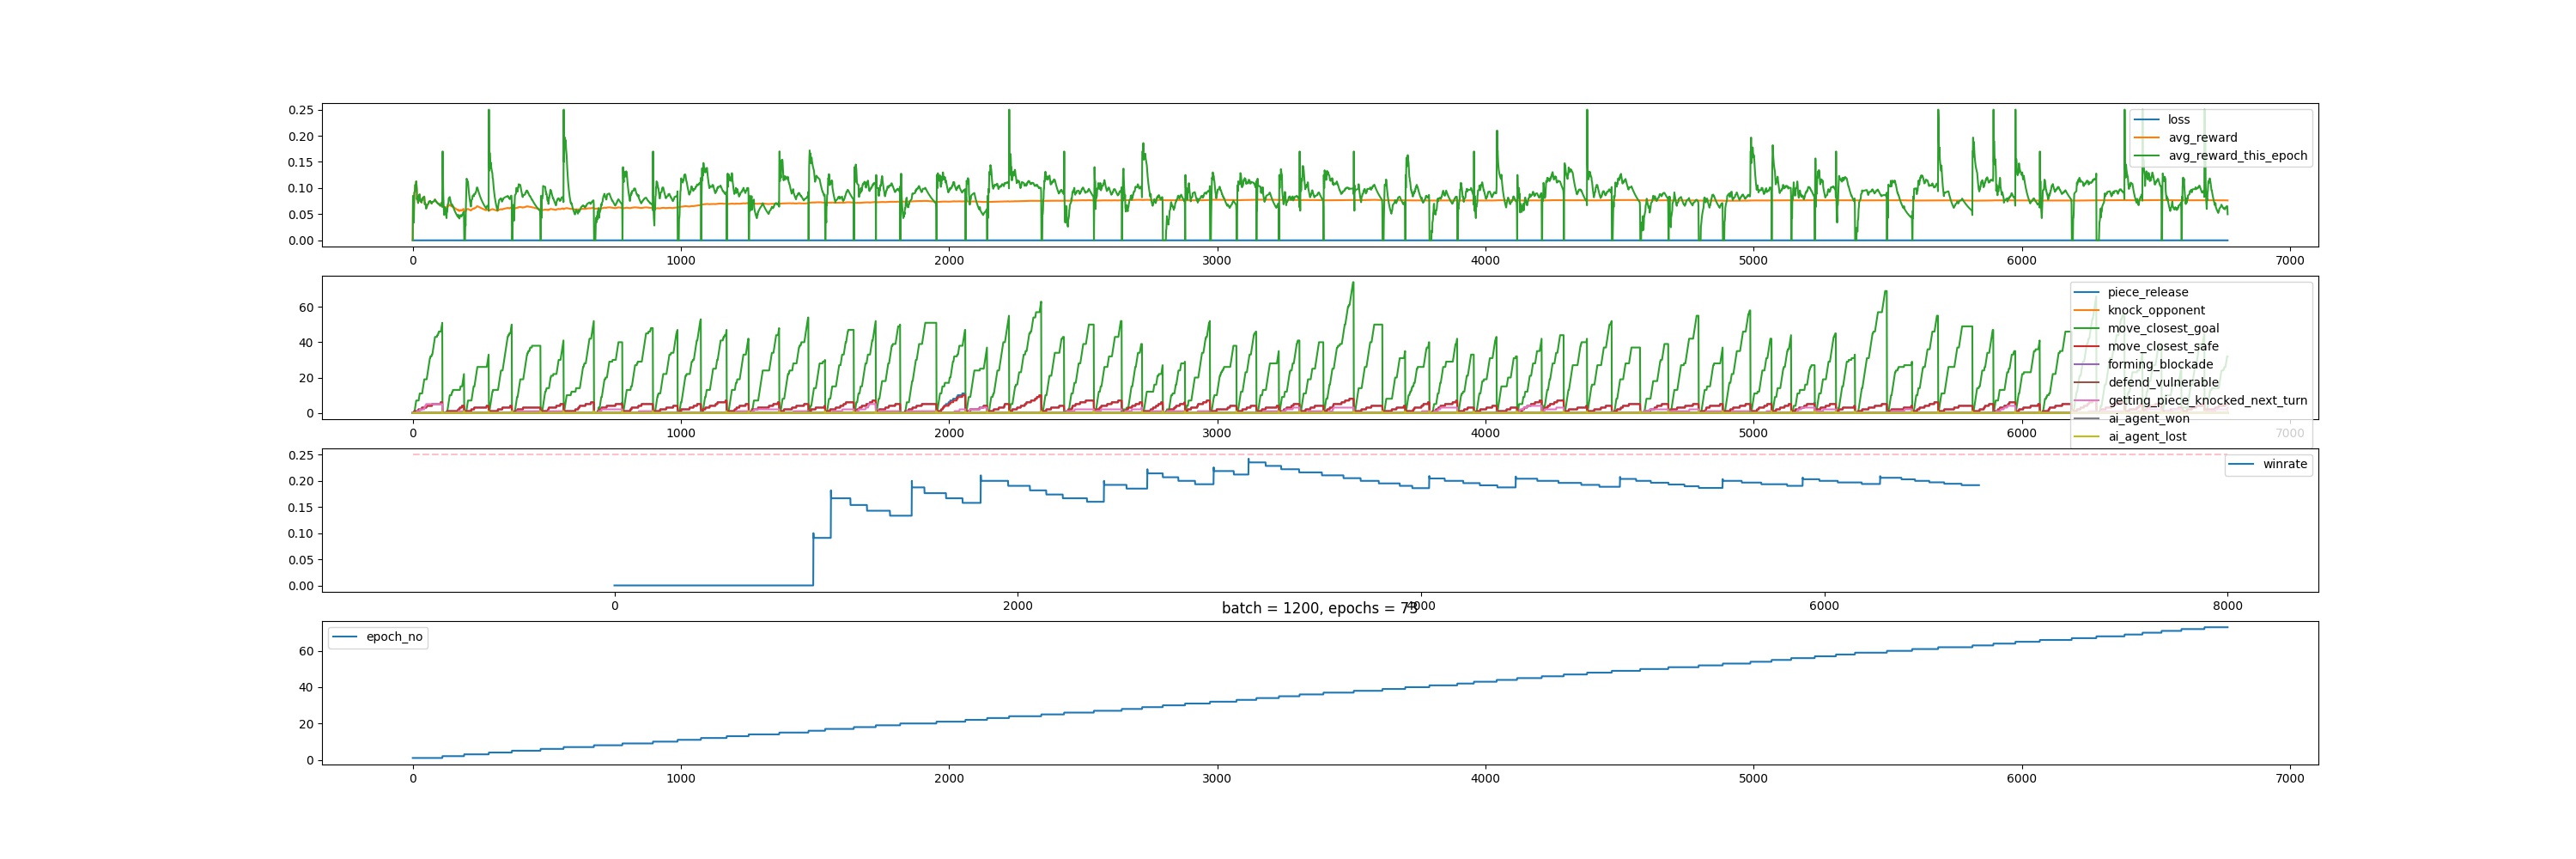 0.25
0.20
0.15
0.10
0.05
0.00
loss
avg_reward
avg_reward_this_epoch
0 1000 2000 3000 4000 5000 6000 7000
60
40
20
0
piece_release
knock_opponent
move_closest_goal
move_closest_safe
forming_blockade
defend_vulnerable
getting_piece_knocked_next_turn
ai_agent_won
ai_agent_lost
0 1000 2000 3000 4000 5000 6000 7000
0.25
0.20
0.15
0.10
0.05
0.00
winrate
0 2000 4000 6000 8000
batch = 1200, epochs = 73
epoch_no
60
40
20
0
0 1000 2000 3000 4000 5000 6000 7000